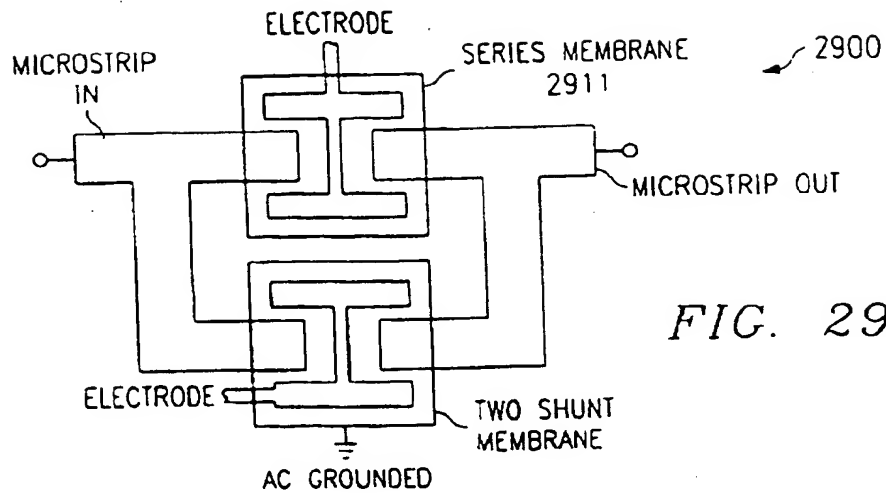 ELECTRODE
MICROSTRIP
IN
SERIES MEMBRANE
2911
2900
MICROSTRIP OUT
FIG. 29
ELECTRODE
TWO SHUNT
MEMBRANE
AC GROUNDED